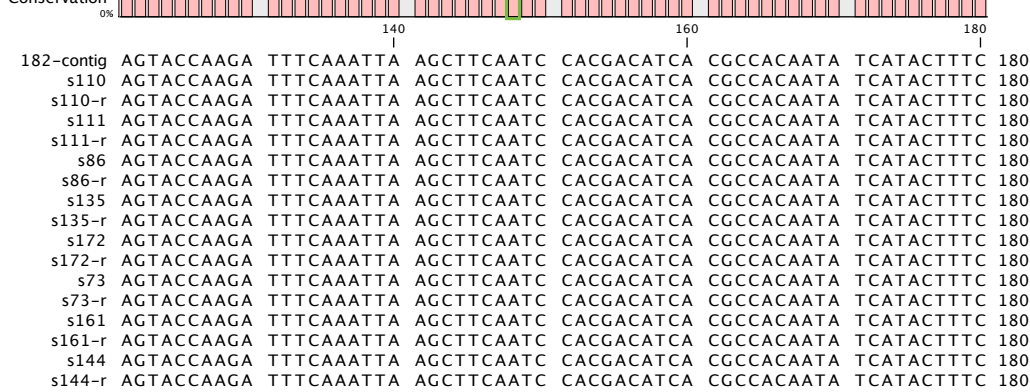 Conservation
0%
140 160 180
182-contig AGTACCAAGA TTTCAAATTA AGCTTCAATC CACGACATCA CGCCACAATA TCATACTTTC 180
s110 AGTACCAAGA TTTCAAATTA AGCTTCAATC CACGACATCA CGCCACAATA TCATACTTTC 180
s110-r AGTACCAAGA TTTCAAATTA AGCTTCAATC CACGACATCA CGCCACAATA TCATACTTTC 180
s111 AGTACCAAGA TTTCAAATTA AGCTTCAATC CACGACATCA CGCCACAATA TCATACTTTC 180
s111-r AGTACCAAGA TTTCAAATTA AGCTTCAATC CACGACATCA CGCCACAATA TCATACTTTC 180
s86 AGTACCAAGA TTTCAAATTA AGCTTCAATC CACGACATCA CGCCACAATA TCATACTTTC 180
s86-r AGTACCAAGA TTTCAAATTA AGCTTCAATC CACGACATCA CGCCACAATA TCATACTTTC 180
s135 AGTACCAAGA TTTCAAATTA AGCTTCAATC CACGACATCA CGCCACAATA TCATACTTTC 180
s135-r AGTACCAAGA TTTCAAATTA AGCTTCAATC CACGACATCA CGCCACAATA TCATACTTTC 180
s172 AGTACCAAGA TTTCAAATTA AGCTTCAATC CACGACATCA CGCCACAATA TCATACTTTC 180
s172-r AGTACCAAGA TTTCAAATTA AGCTTCAATC CACGACATCA CGCCACAATA TCATACTTTC 180
s73 AGTACCAAGA TTTCAAATTA AGCTTCAATC CACGACATCA CGCCACAATA TCATACTTTC 180
s73-r AGTACCAAGA TTTCAAATTA AGCTTCAATC CACGACATCA CGCCACAATA TCATACTTTC 180
s161 AGTACCAAGA TTTCAAATTA AGCTTCAATC CACGACATCA CGCCACAATA TCATACTTTC 180
s161-r AGTACCAAGA TTTCAAATTA AGCTTCAATC CACGACATCA CGCCACAATA TCATACTTTC 180
s144 AGTACCAAGA TTTCAAATTA AGCTTCAATC CACGACATCA CGCCACAATA TCATACTTTC 180
s144-r AGTACCAAGA TTTCAAATTA AGCTTCAATC CACGACATCA CGCCACAATA TCATACTTTC 180